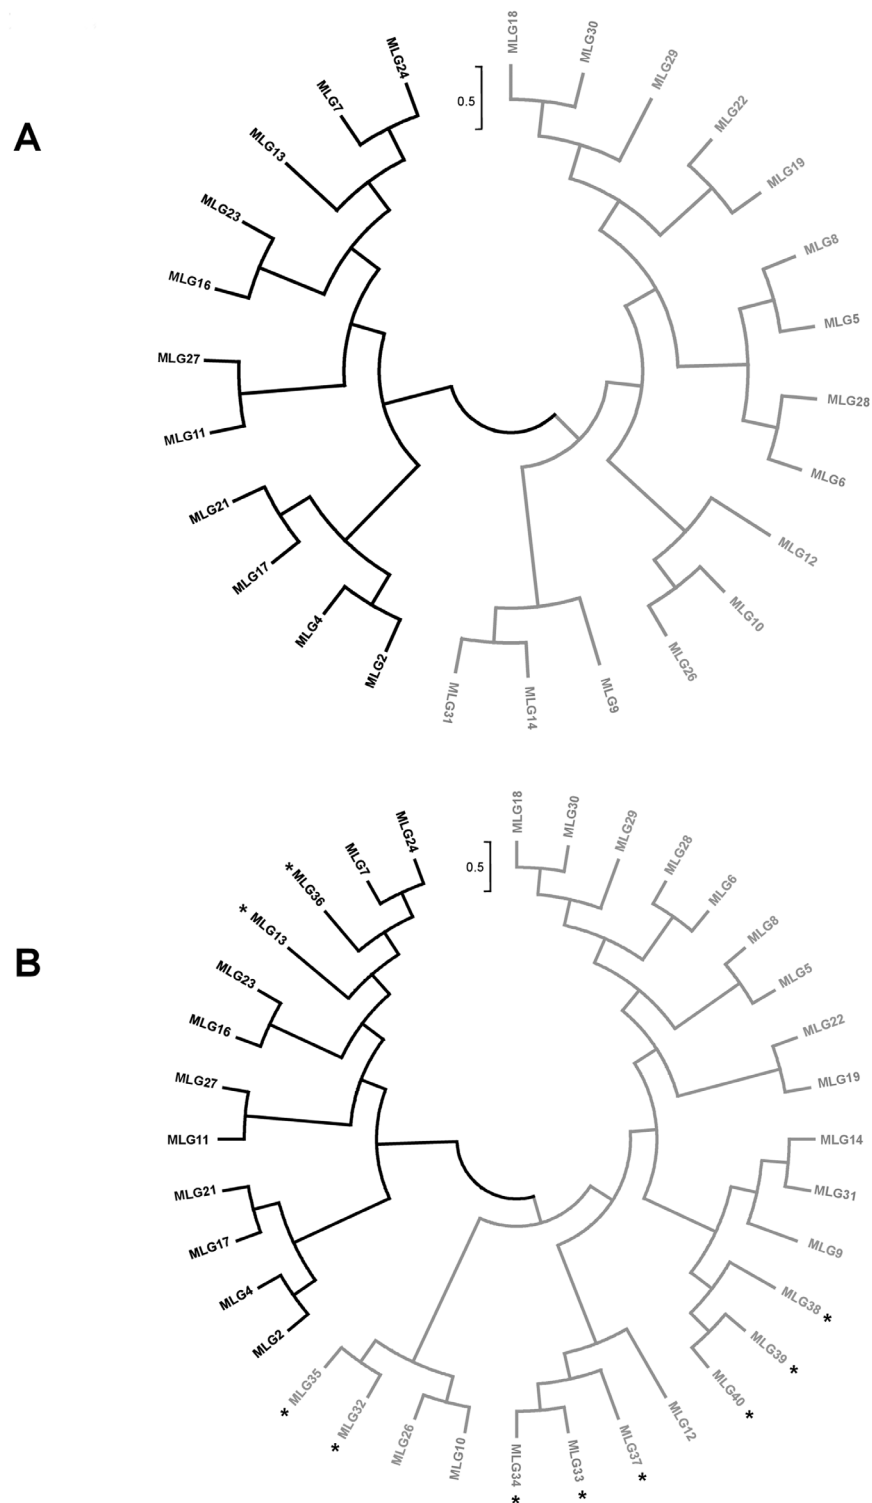 A
0.5
MLG18
MLG30
MLG29
MLG22
MLG19
MLG8
MLG5
MLG28
MLG6
MLG12
MLG10
MLG26
MLG9
MLG14
MLG31
MLG2
MLG4
MLG17
MLG21
MLG11
MLG27
MLG16
MLG23
MLG13
MLG7
MLG24
B
0.5
MLG18
MLG30
MLG29
MLG28
MLG6
MLG8
MLG5
MLG22
MLG19
MLG14
MLG31
MLG9
MLG38 *
MLG39 *
MLG40 *
MLG12
MLG37 *
MLG33 *
MLG34 *
MLG10
MLG26
* MLG32
* MLG35
MLG2
MLG4
MLG17
MLG21
MLG11
MLG27
MLG16
MLG23
* MLG13
* MLG36
MLG7
MLG24